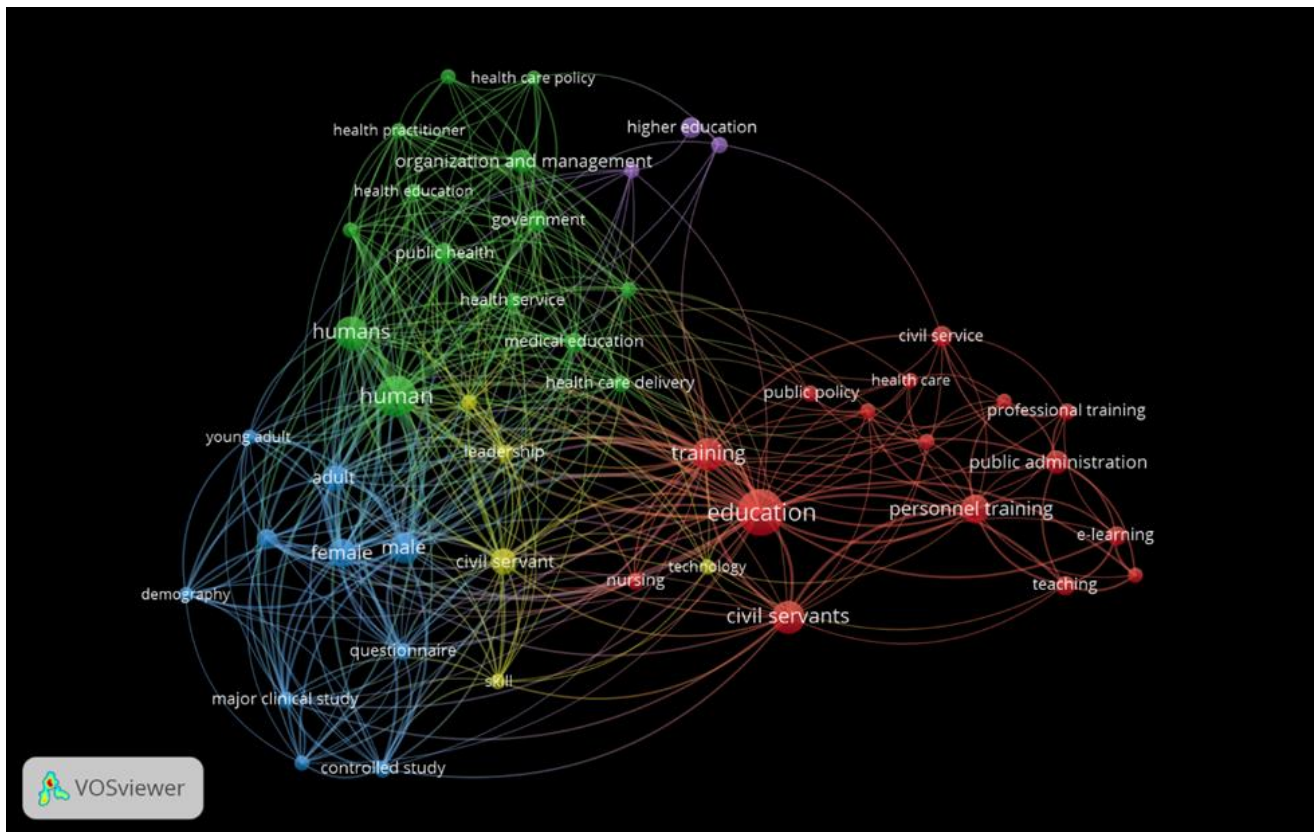 health care policy
higher education
health practitioner
organization and management
health education
government
public health
health service
humans
civil service
medical education
health care
health care delivery
public policy
human
professional training
young adult
leadership
training
public administration
adult
personnel training
education
e-learning
female
male
civil servant
technology
nursing
teaching
demography
civil servants
questionnaire
skill
major clinical study
controlled study
VOSviewer